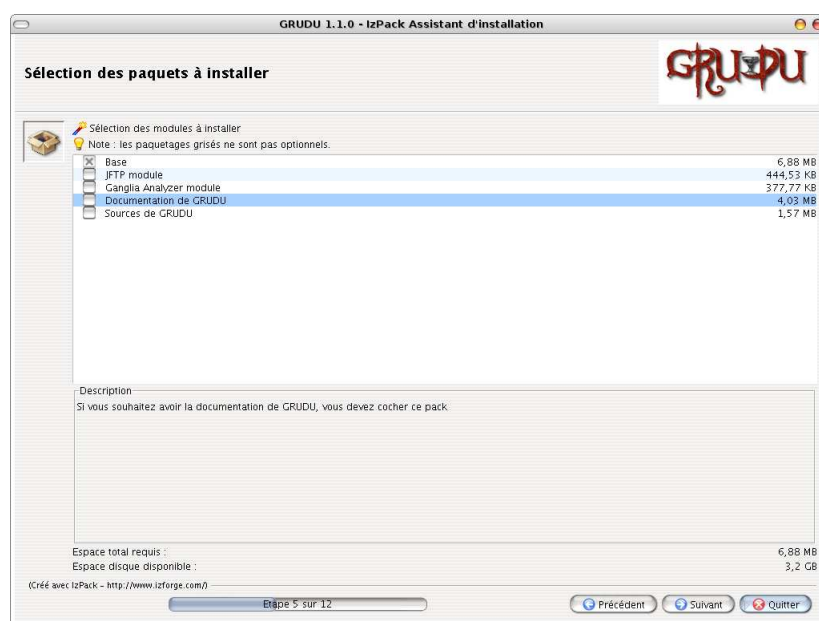 GRUDU 1.1.0 - IzPack Assistant d'installation
Sélection des paquets à installer
GRUDU
Sélection des modules à installer
Note : les paquetages grisés ne sont pas optionnels.
Base 6,88 MB
JFTP module 444,53 KB
Ganglia Analyzer module 377,77 KB
Documentation de GRUDU 4,03 MB
Sources de GRUDU 1,57 MB
Description
Si vous souhaitez avoir la documentation de GRUDU, vous devez cocher ce pack
Espace total requis : 6,88 MB
Espace disque disponible : 3,2 GB
(Créé avec IzPack - http://www.izforge.com/)
Etape 5 sur 12
Précédent Suivant Quitter